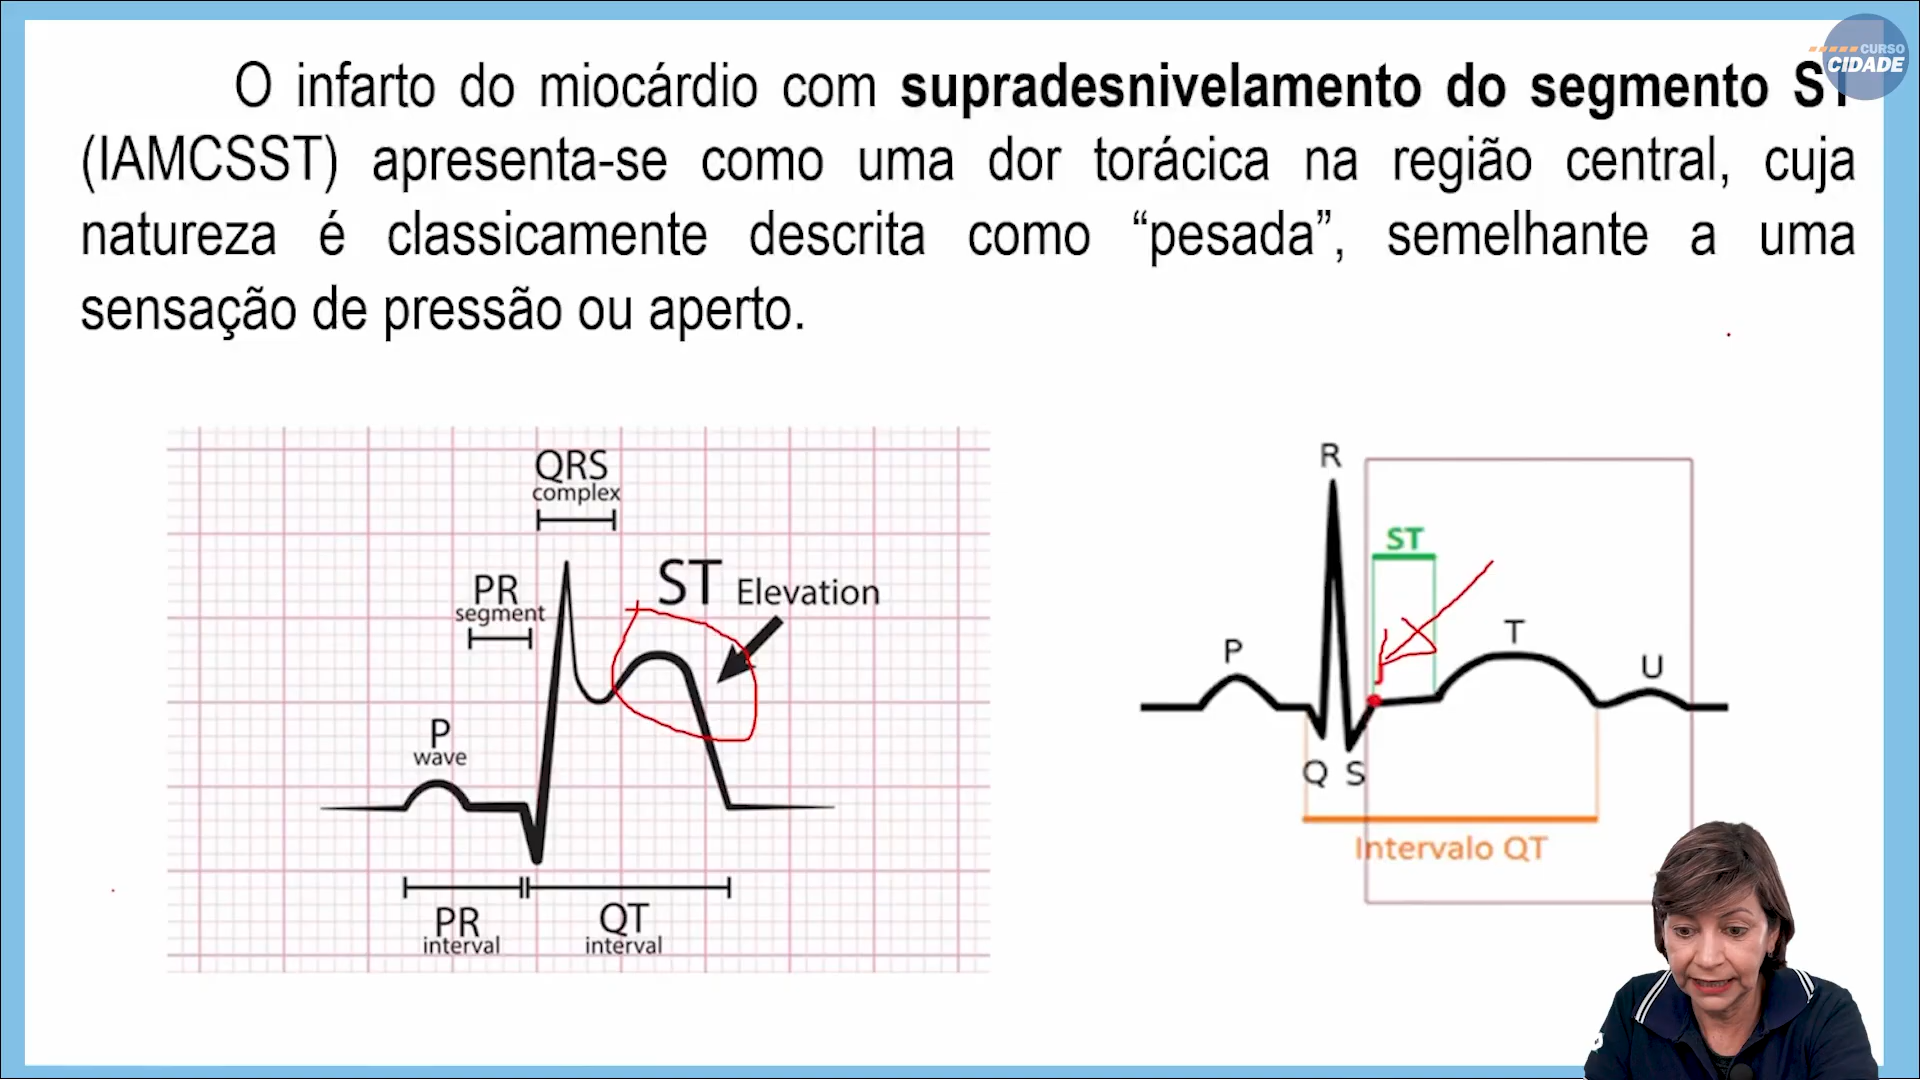 CURSO
CIDADE
O infarto do miocárdio com supradesnivelamento do segmento ST
(IAMCSST) apresenta-se como uma dor torácica na região central, cuja
natureza é classicamente descrita como “pesada”, semelhante a uma
sensação de pressão ou aperto.
QRS
complex
PR
segment
ST Elevation
P
wave
PR
interval
QT
interval
R
ST
J
P
T
U
Q S
Intervalo QT